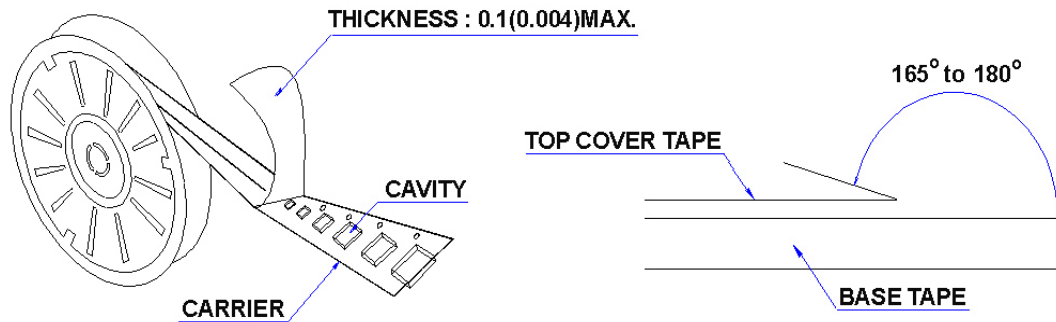 THICKNESS : 0.1(0.004)MAX.
165° to 180°
TOP COVER TAPE
CAVITY
CARRIER
BASE TAPE